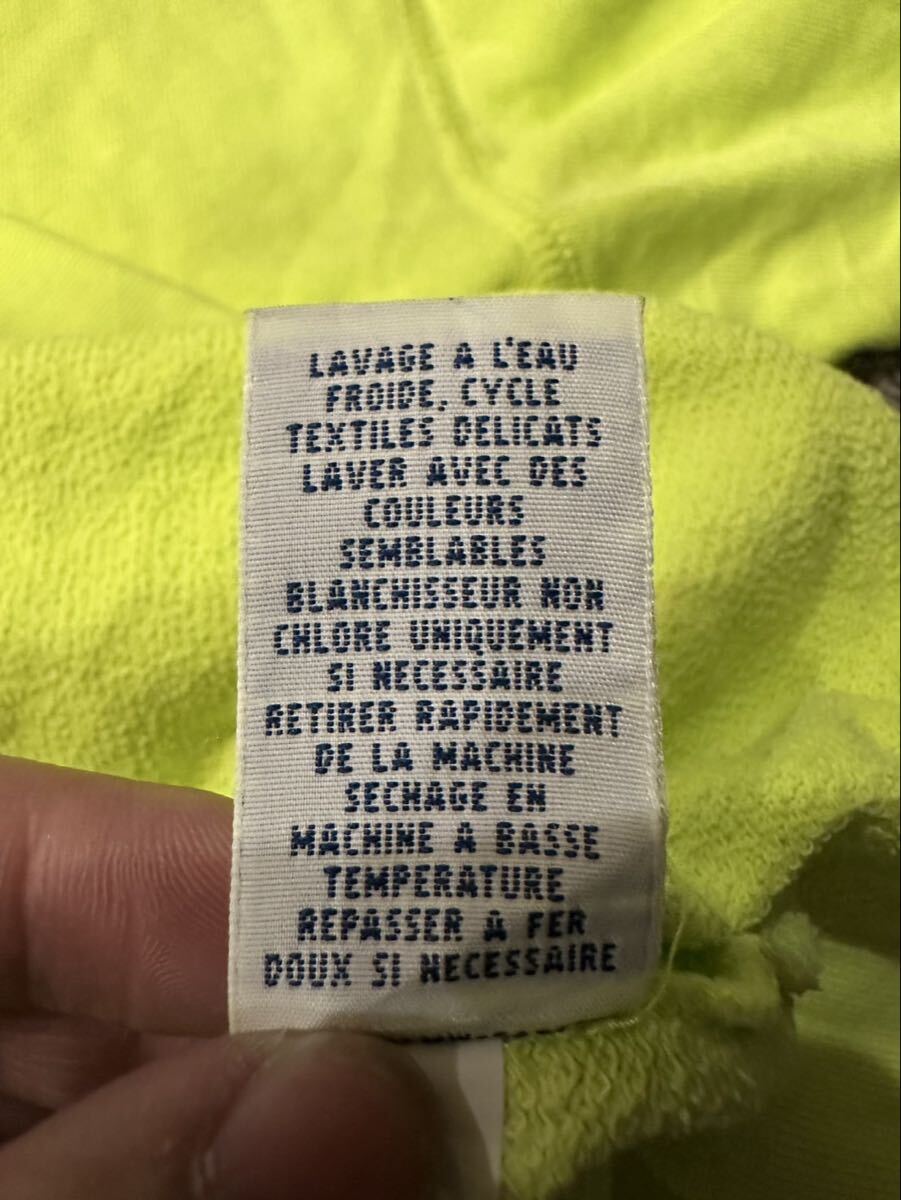 LAVAGE A L'EAU
FROIDE, CYCLE
TEXTILES DELICATS
LAVER AVEC DES
COULEURS
SEMBLABLES
BLANCHISSEUR NON
CHLORE UNIQUEMENT
SI NECESSAIRE
RETIRER RAPIDEMENT
DE LA MACHINE
SECHAGE EN
MACHINE A BASSE
TEMPERATURE
REPASSER A FER
DOUX SI NECESSAIRE